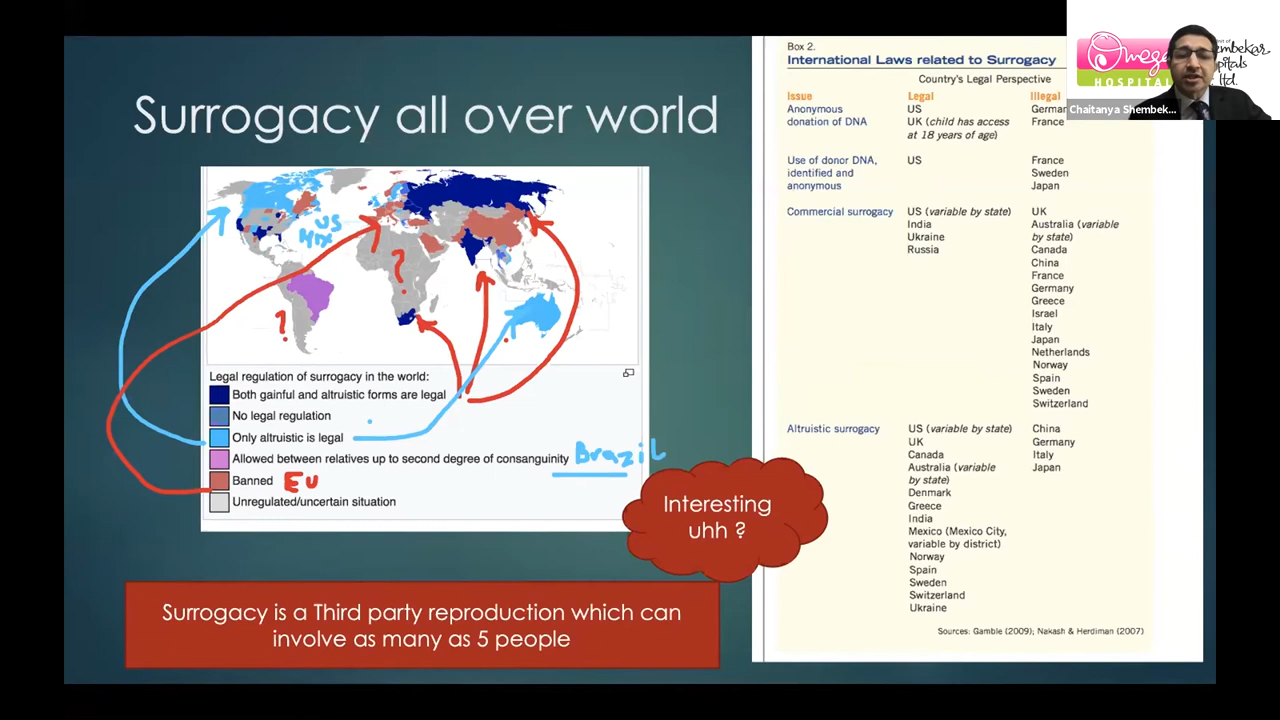 Surrogacy all over world
US
Mix
?
?
Legal regulation of surrogacy in the world:
Both gainful and altruistic forms are legal
No legal regulation
Only altruistic is legal
Allowed between relatives up to second degree of consanguinity
Brazil
Banned
EU
Unregulated/uncertain situation
Interesting
uhh ?
Surrogacy is a Third party reproduction which can
involve as many as 5 people
Box 2.
International Laws related to Surrogacy
Country's Legal Perspective
Issue Legal Illegal
Anonymous US
donation of DNA UK (child has access France
at 18 years of age)
Use of donor DNA, US France
identified and Sweden
anonymous Japan
Commercial surrogacy US (variable by state) UK
India Australia (variable
Ukraine by state)
Russia Canada
China
France
Germany
Greece
Israel
Italy
Japan
Netherlands
Norway
Spain
Sweden
Switzerland
Altruistic surrogacy US (variable by state) China
UK Germany
Canada Italy
Australia (variable Japan
by state)
Denmark
Greece
India
Mexico (Mexico City,
variable by district)
Norway
Spain
Sweden
Switzerland
Ukraine
Sources: Gamble (2009); Nakash & Herdiman (2007)
Omega
HOSPITAL
Ltd.
Chaitanya Shembek...